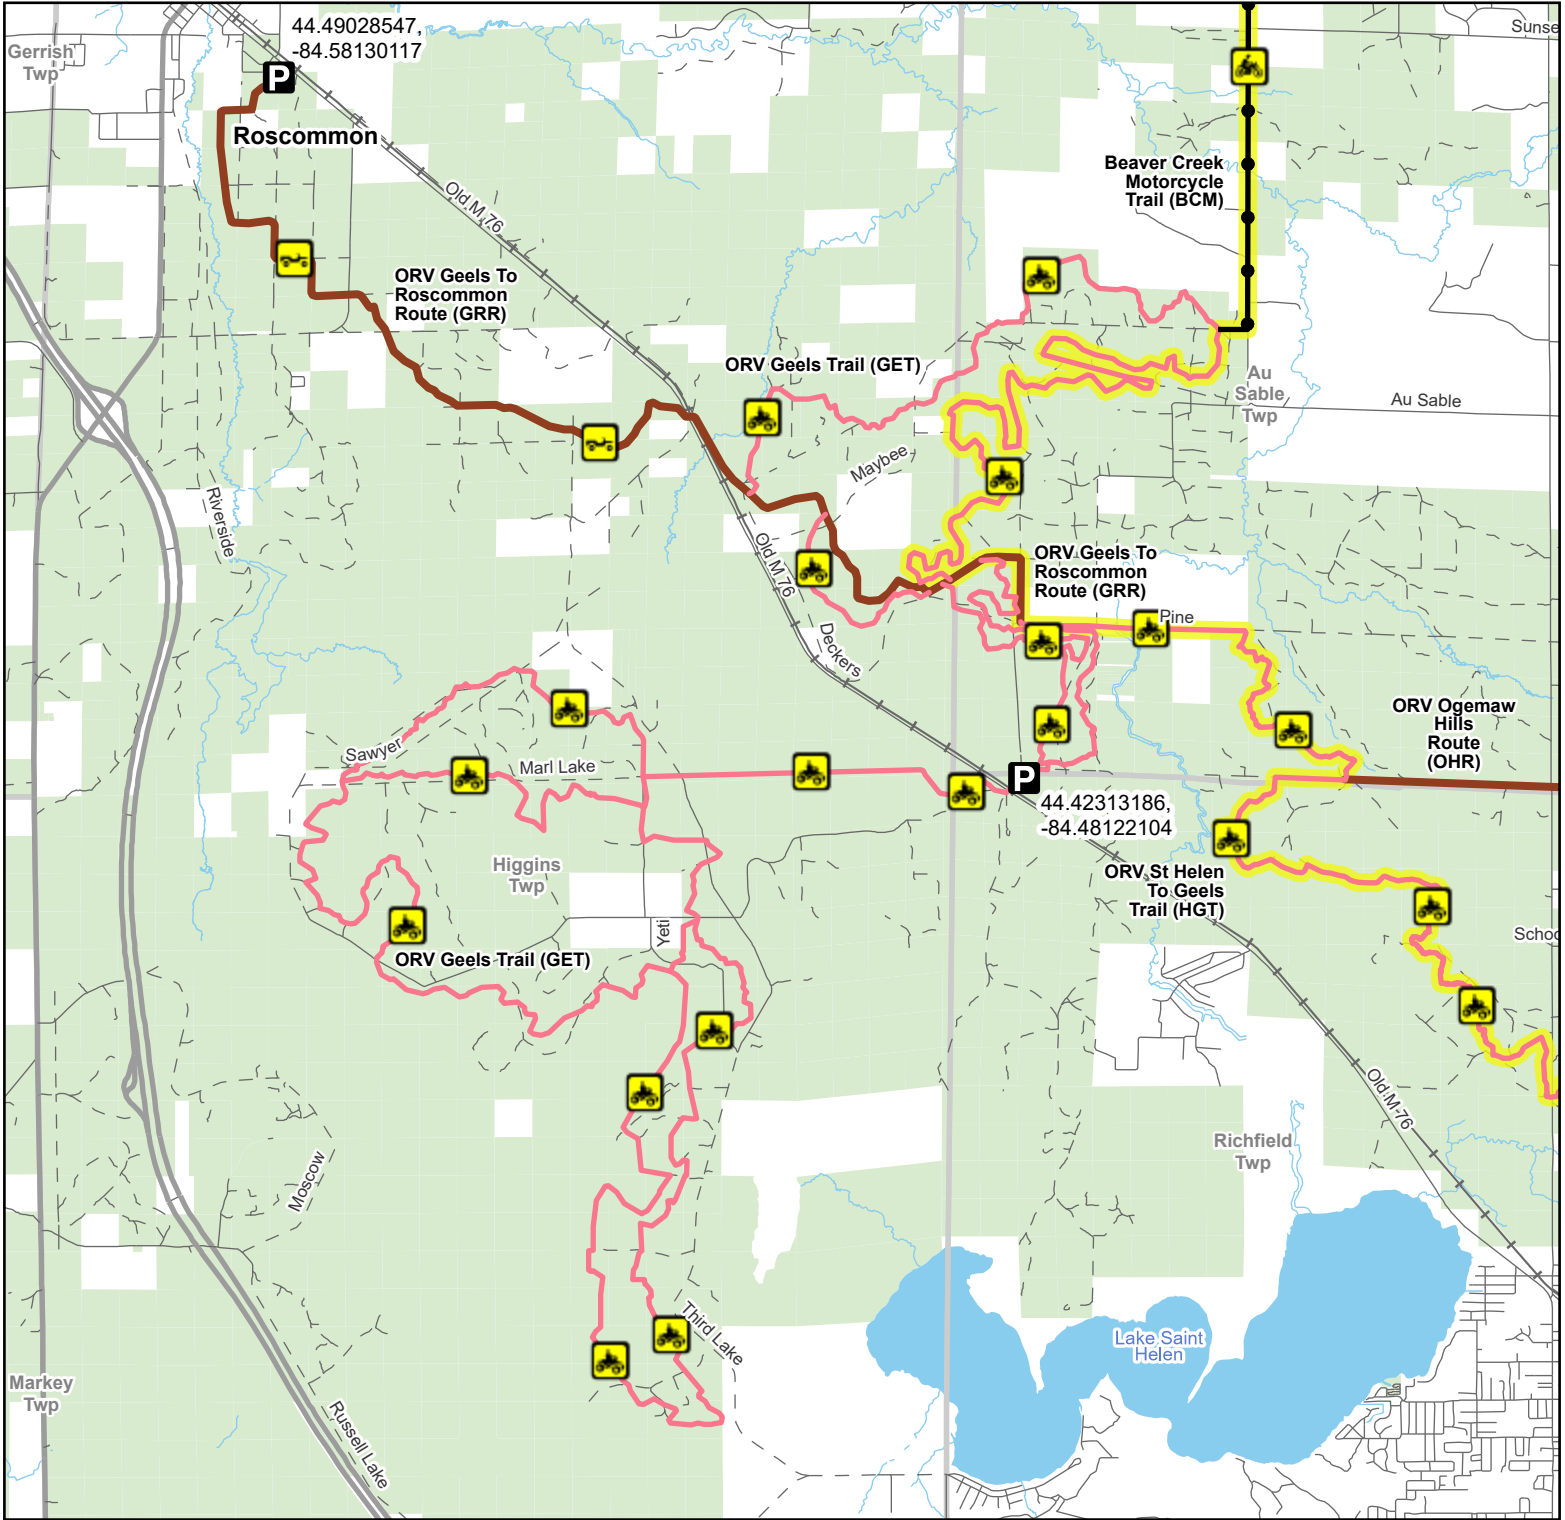 44.49028547,
-84.58130117
Sunse
Gerrish
Twp
P
Roscommon
Beaver Creek
Motorcycle
Trail (BCM)
Old M 76
ORV Geels To
Roscommon
Route (GRR)
ORV Geels Trail (GET)
Au
Sable
Twp
Au Sable
Maybee
Riverside
Old M 76
ORV Geels To
Roscommon
Route (GRR)
Pine
Deckers
ORV Ogemaw
Hills
Route
(OHR)
Sawyer
Marl Lake
P
44.42313186,
-84.48122104
Higgins
Twp
ORV St Helen
To Geels
Trail (HGT)
Yeti
Schoo
ORV Geels Trail (GET)
Old M-76
Richfield
Twp
Moscow
Third Lake
Lake Saint
Helen
Markey
Twp
Russell Lake